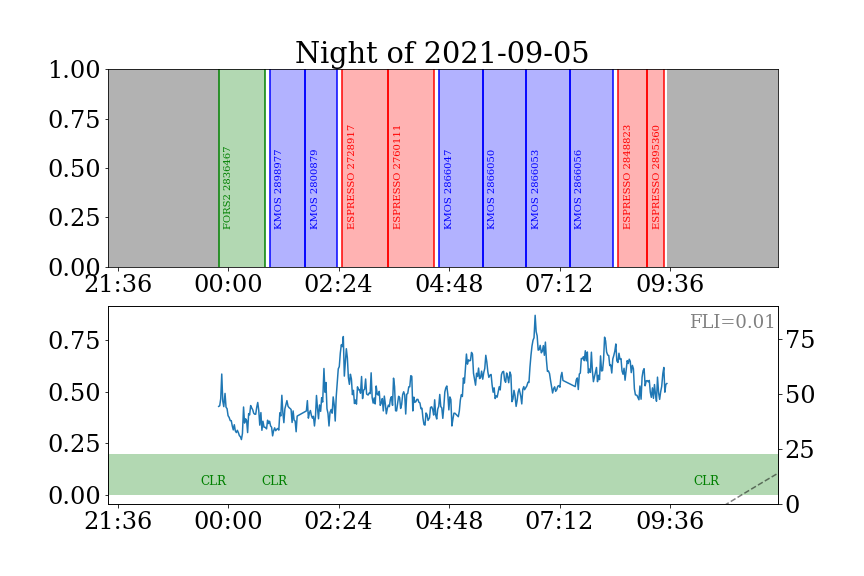 Night of 2021-09-05
1.00
0.75
0.50
0.25
0.00
FORS2 2836467
KMOS 2898977
KMOS 2800879
ESPRESSO 2728917
ESPRESSO 2760111
KMOS 2866047
KMOS 2866050
KMOS 2866053
KMOS 2866056
ESPRESSO 2848823
ESPRESSO 2895360
21:36 00:00 02:24 04:48 07:12 09:36
FLI=0.01
0.75
0.50
0.25
0.00
75
50
25
0
CLR CLR CLR
21:36 00:00 02:24 04:48 07:12 09:36